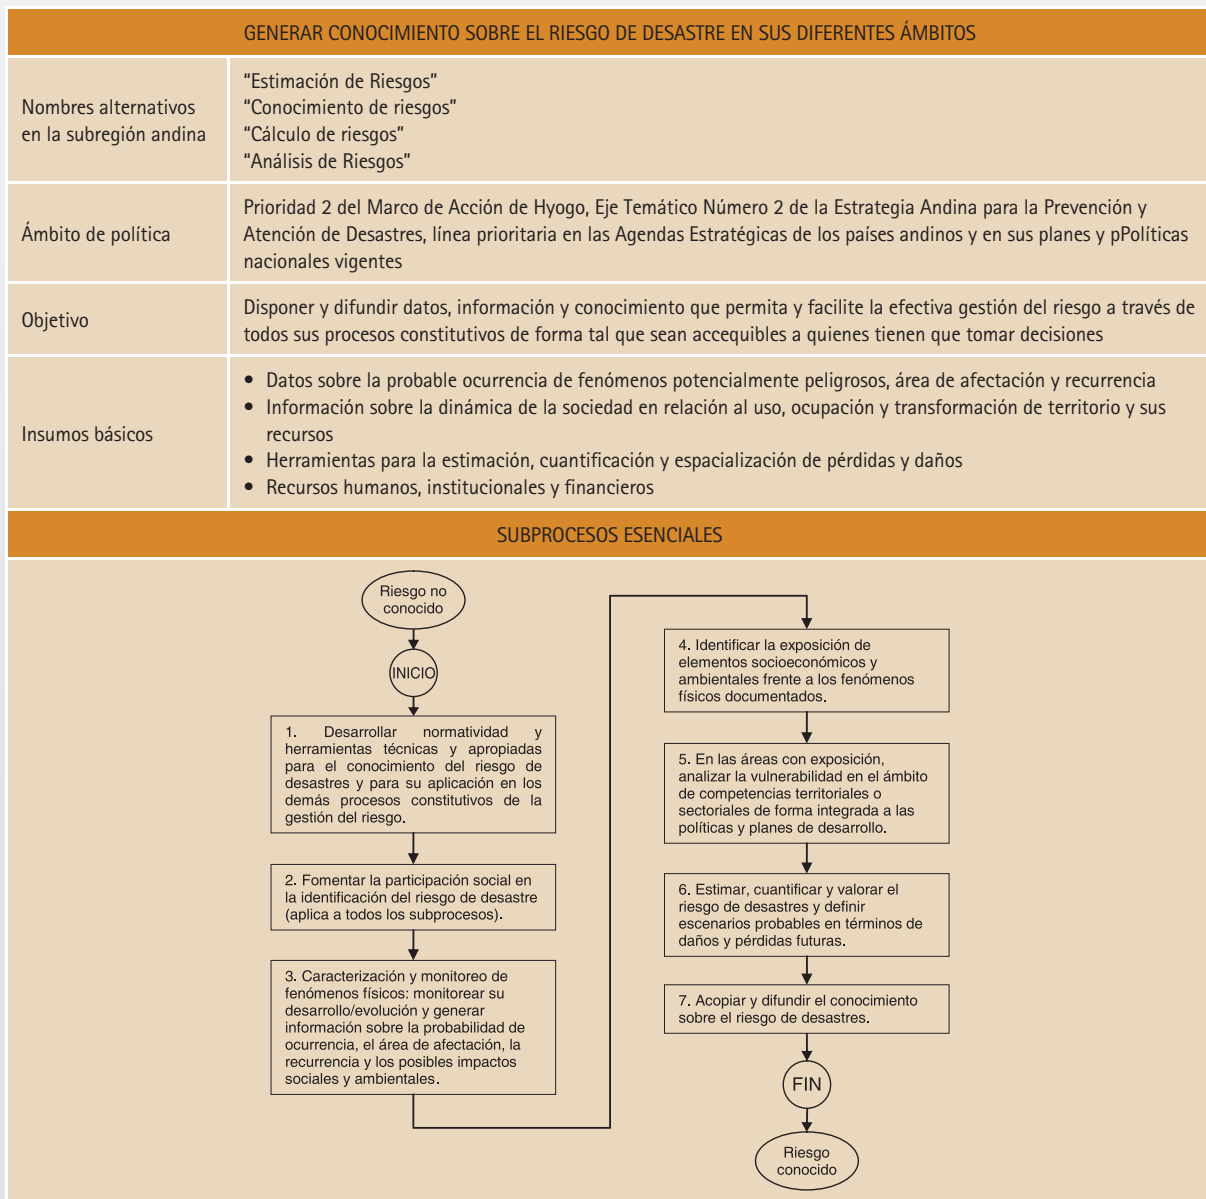 GENERAR CONOCIMIENTO SOBRE EL RIESGO DE DESASTRE EN SUS DIFERENTES ÁMBITOS
Nombres alternativos
en la subregión andina
“Estimación de Riesgos”
“Conocimiento de riesgos”
“Cálculo de riesgos”
“Análisis de Riesgos”
Ámbito de política
Prioridad 2 del Marco de Acción de Hyogo, Eje Temático Número 2 de la Estrategia Andina para la Prevención y
Atención de Desastres, línea prioritaria en las Agendas Estratégicas de los países andinos y en sus planes y pPolíticas
nacionales vigentes
Objetivo
Disponer y difundir datos, información y conocimiento que permita y facilite la efectiva gestión del riesgo a través de
todos sus procesos constitutivos de forma tal que sean accequibles a quienes tienen que tomar decisiones
Insumos básicos
• Datos sobre la probable ocurrencia de fenómenos potencialmente peligrosos, área de afectación y recurrencia
• Información sobre la dinámica de la sociedad en relación al uso, ocupación y transformación de territorio y sus
recursos
• Herramientas para la estimación, cuantificación y espacialización de pérdidas y daños
• Recursos humanos, institucionales y financieros
SUBPROCESOS ESENCIALES
Riesgo no
conocido
INICIO
1. Desarrollar normatividad y
herramientas técnicas y apropiadas
para el conocimiento del riesgo de
desastres y para su aplicación en los
demás procesos constitutivos de la
gestión del riesgo.
2. Fomentar la participación social en
la identificación del riesgo de desastre
(aplica a todos los subprocesos).
3. Caracterización y monitoreo de
fenómenos físicos: monitorear su
desarrollo/evolución y generar
información sobre la probabilidad de
ocurrencia, el área de afectación, la
recurrencia y los posibles impactos
sociales y ambientales.
4. Identificar la exposición de
elementos socioeconómicos y
ambientales frente a los fenómenos
físicos documentados.
5. En las áreas con exposición,
analizar la vulnerabilidad en el ámbito
de competencias territoriales o
sectoriales de forma integrada a las
políticas y planes de desarrollo.
6. Estimar, cuantificar y valorar el
riesgo de desastres y definir
escenarios probables en términos de
daños y pérdidas futuras.
7. Acopiar y difundir el conocimiento
sobre el riesgo de desastres.
FIN
Riesgo
conocido